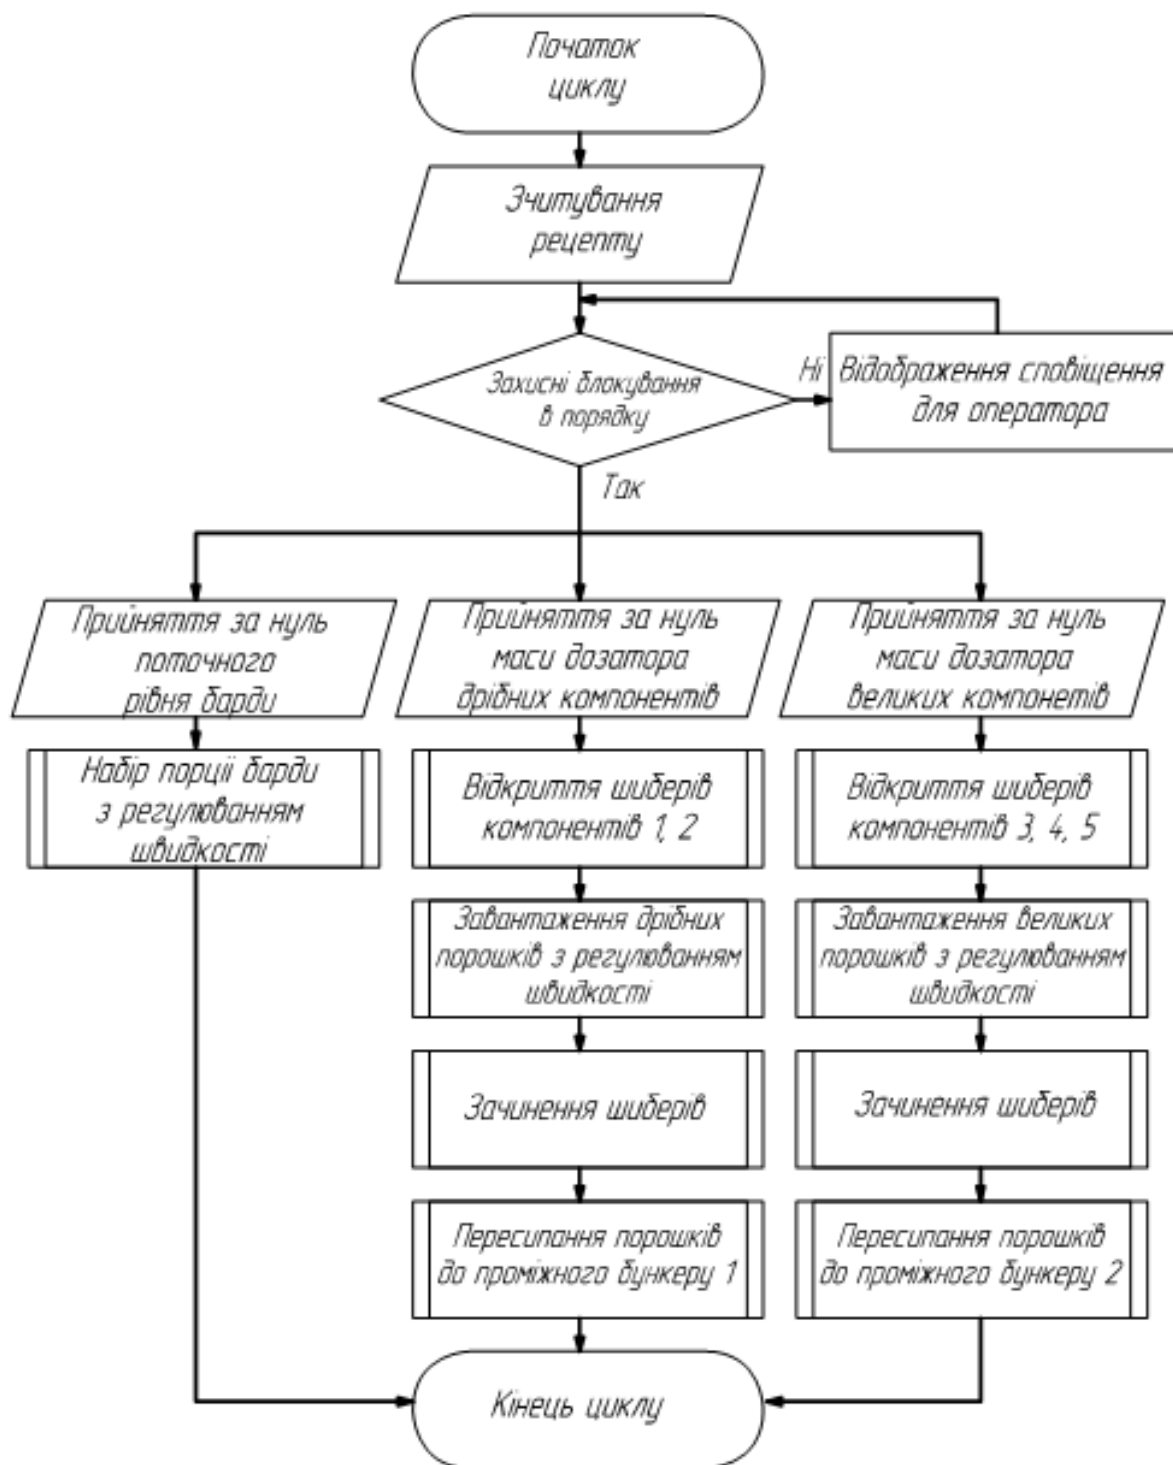 Початок
циклу
Зчитування
рецепту
Захисні блокування
в порядку
Ні
Відображення сповіщення
для оператора
Так
Прийняття за нуль
поточного
рівня барди
Прийняття за нуль
маси дозатора
дрібних компонентів
Прийняття за нуль
маси дозатора
великих компонетів
Набір порції барди
з регулюванням
швидкості
Відкриття шиберів
компонентів 1, 2
Відкриття шиберів
компонентів 3, 4, 5
Завантаження дрібних
порошків з регулюванням
швидкості
Завантаження великих
порошків з регулюванням
швидкості
Зачинення шиберів
Зачинення шиберів
Пересипання порошків
до проміжного бункеру 1
Пересипання порошків
до проміжного бункеру 2
Кінець циклу